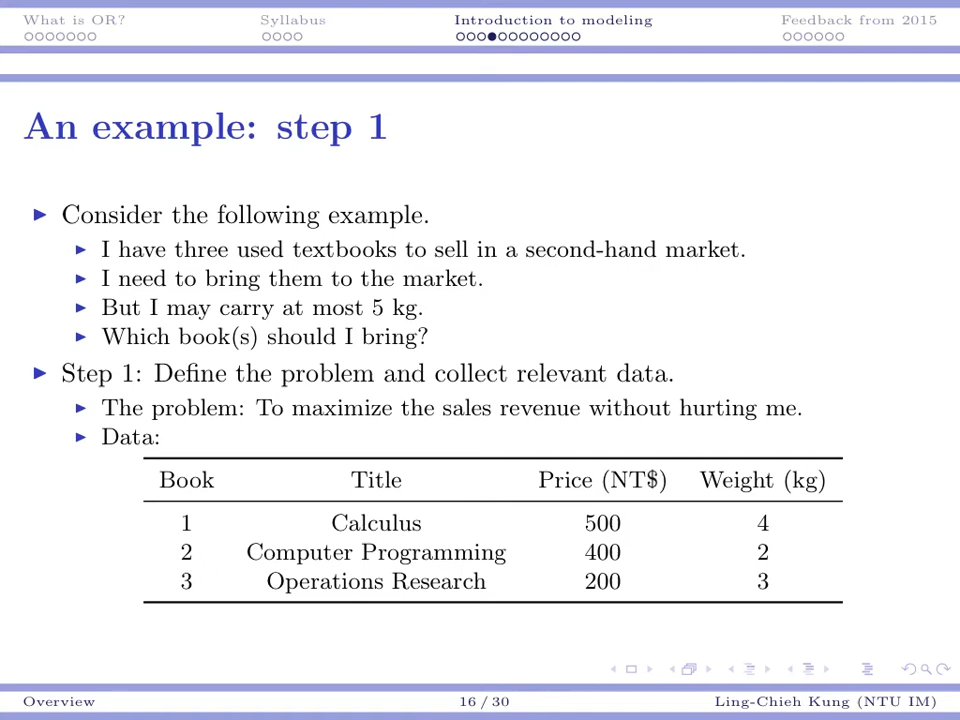 What is OR? Syllabus Introduction to modeling Feedback from 2015
An example: step 1
Consider the following example.
I have three used textbooks to sell in a second-hand market.
I need to bring them to the market.
But I may carry at most 5 kg.
Which book(s) should I bring?
Step 1: Define the problem and collect relevant data.
The problem: To maximize the sales revenue without hurting me.
Data:
Book Title Price (NT$) Weight (kg)
1 Calculus 500 4
2 Computer Programming 400 2
3 Operations Research 200 3
Overview 16 / 30 Ling-Chieh Kung (NTU IM)